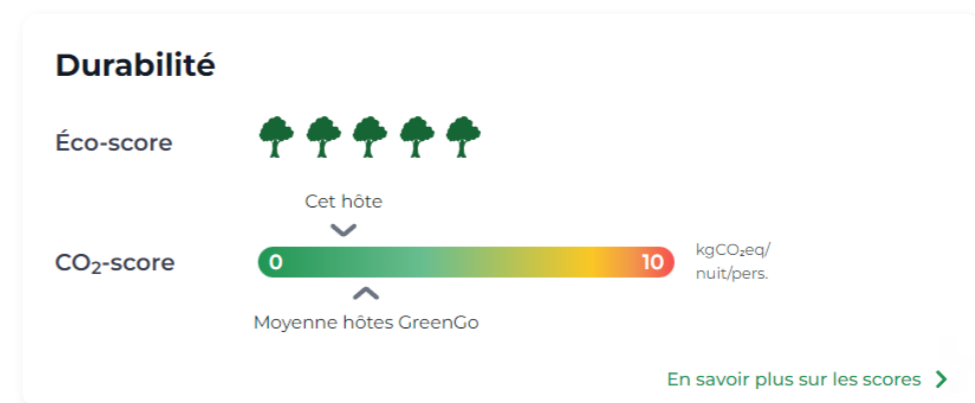 Durabilité
Éco-score
Cet hôte
CO₂-score
0
10
kgCO₂eq/
nuit/pers.
Moyenne hôtes GreenGo
En savoir plus sur les scores